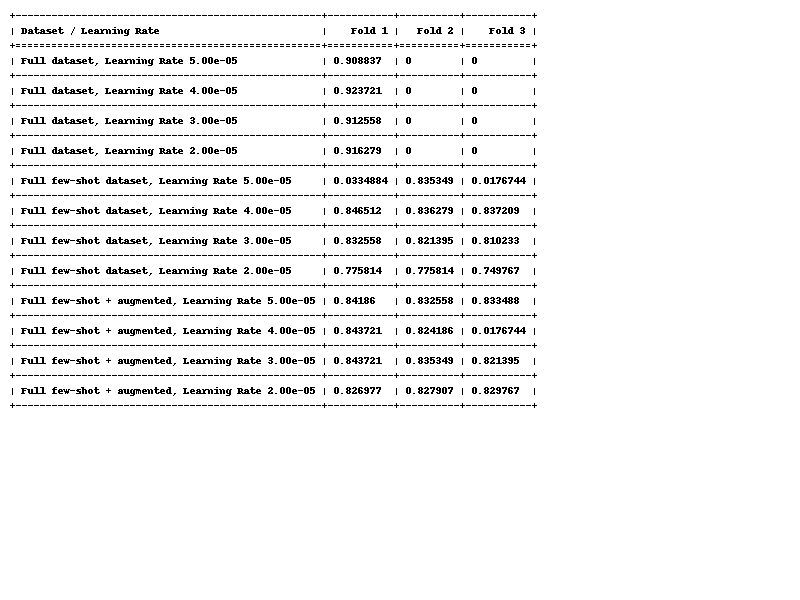 +---------------------------------------------------+-----------+----------+-----------+
| Dataset / Learning Rate                           |    Fold 1 |   Fold 2 |    Fold 3 |
+===================================================+===========+==========+===========+
| Full dataset, Learning Rate 5.00e-05              | 0.908837  | 0        | 0         |
+---------------------------------------------------+-----------+----------+-----------+
| Full dataset, Learning Rate 4.00e-05              | 0.923721  | 0        | 0         |
+---------------------------------------------------+-----------+----------+-----------+
| Full dataset, Learning Rate 3.00e-05              | 0.912558  | 0        | 0         |
+---------------------------------------------------+-----------+----------+-----------+
| Full dataset, Learning Rate 2.00e-05              | 0.916279  | 0        | 0         |
+---------------------------------------------------+-----------+----------+-----------+
| Full few-shot dataset, Learning Rate 5.00e-05     | 0.0334884 | 0.835349 | 0.0176744 |
+---------------------------------------------------+-----------+----------+-----------+
| Full few-shot dataset, Learning Rate 4.00e-05     | 0.846512  | 0.836279 | 0.837209  |
+---------------------------------------------------+-----------+----------+-----------+
| Full few-shot dataset, Learning Rate 3.00e-05     | 0.832558  | 0.821395 | 0.810233  |
+---------------------------------------------------+-----------+----------+-----------+
| Full few-shot dataset, Learning Rate 2.00e-05     | 0.775814  | 0.775814 | 0.749767  |
+---------------------------------------------------+-----------+----------+-----------+
| Full few-shot + augmented, Learning Rate 5.00e-05 | 0.84186   | 0.832558 | 0.833488  |
+---------------------------------------------------+-----------+----------+-----------+
| Full few-shot + augmented, Learning Rate 4.00e-05 | 0.843721  | 0.824186 | 0.0176744 |
+---------------------------------------------------+-----------+----------+-----------+
| Full few-shot + augmented, Learning Rate 3.00e-05 | 0.843721  | 0.835349 | 0.821395  |
+---------------------------------------------------+-----------+----------+-----------+
| Full few-shot + augmented, Learning Rate 2.00e-05 | 0.826977  | 0.827907 | 0.829767  |
+---------------------------------------------------+-----------+----------+-----------+